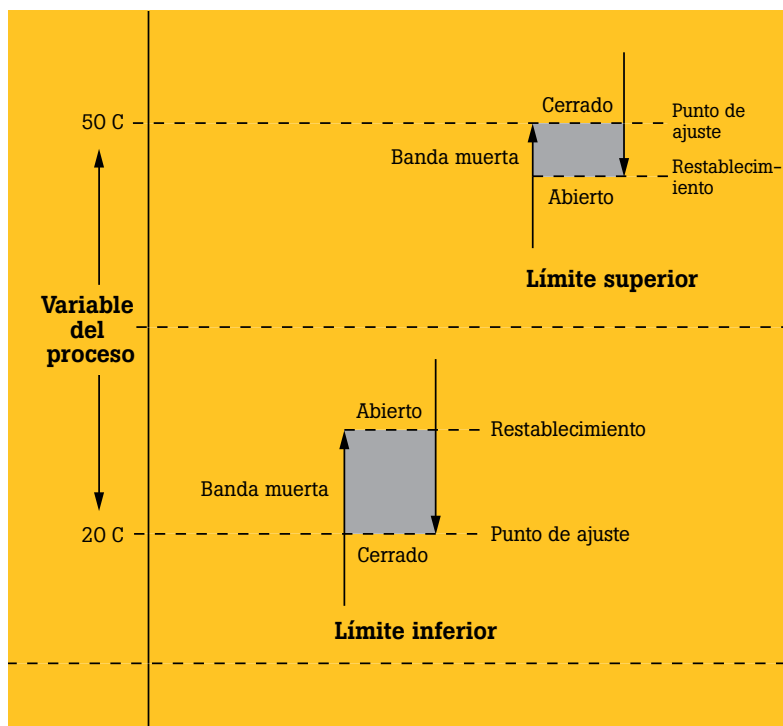 50 C
Cerrado
Punto de
ajuste
Banda muerta
Restablecim–
iento
Abierto
Límite superior
Variable
del
proceso
Abierto
Restablecimiento
Banda muerta
20 C
Punto de ajuste
Cerrado
Límite inferior